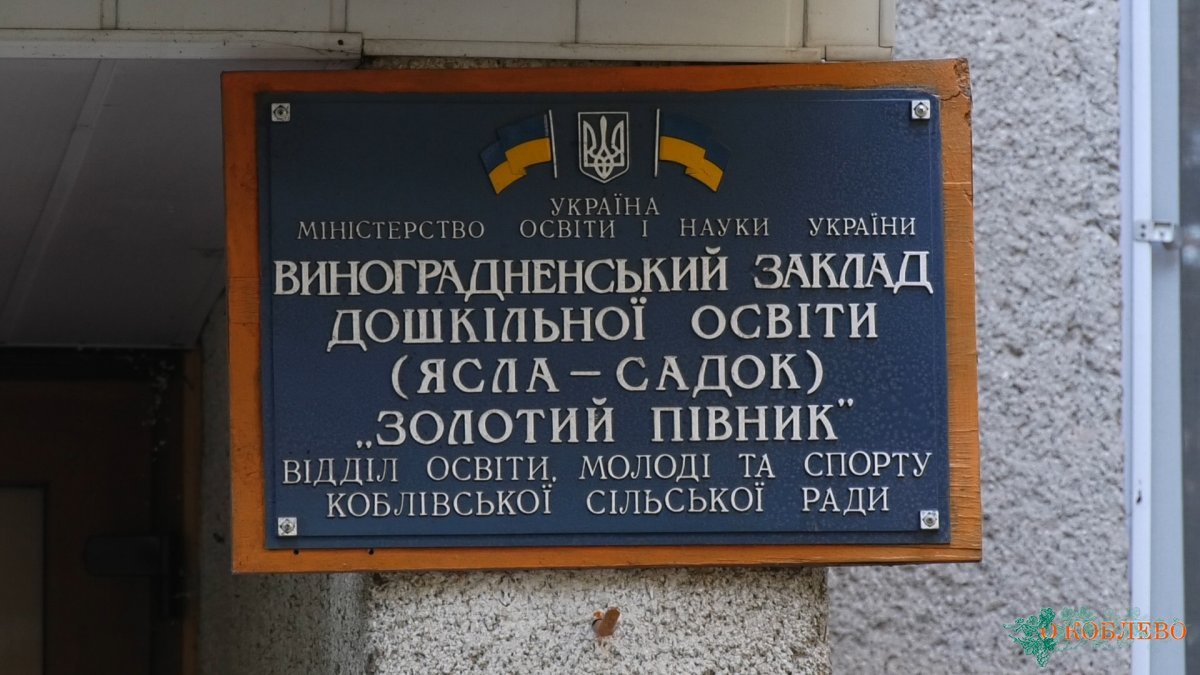 УКРАЇНА
МІНІСТЕРСТВО ОСВІТИ І НАУКИ УКРАЇНИ
ВИНОГРАДНЕНСЬКИЙ ЗАКЛАД
ДОШКІЛЬНОЇ ОСВІТИ
(ЯСЛА – САДОК)
„ЗОЛОТИЙ ПІВНИК"
ВІДДІЛ ОСВІТИ, МОЛОДІ ТА СПОРТУ
КОБЛІВСЬКОЇ СІЛЬСЬКОЇ РАДИ
О КОБЛЕВО